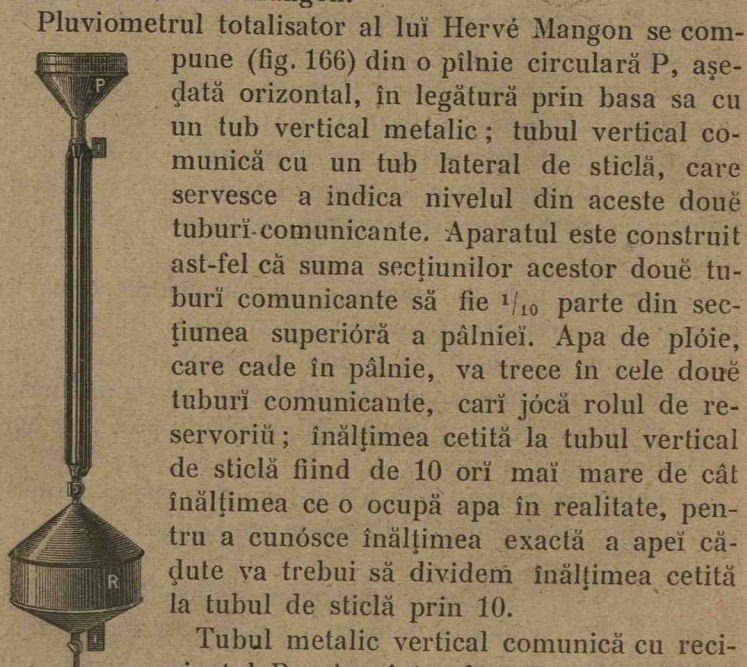 Mangon.
Pluviometrul totalisator al luĭ Hervé Mangon se com-
pune (fig. 166) din o pîlnie circulară P, aşe-
ḑată orizontal, în legătură prin basa sa cu
un tub vertical metalic; tubul vertical co-
munică cu un tub lateral de sticlă, care
servesce a indica nivelul din aceste douĕ
tuburĭ comunicante. Aparatul este construit
ast-fel că suma secţiunilor acestor douĕ tu-
burĭ comunicante să fie 1/10 parte din sec-
ţiunea superióră a pâlnieĭ. Apa de plóie,
care cade în pâlnie, va trece în cele douĕ
tuburĭ comunicante, carĭ jócă rolul de re-
servoriŭ; înălţimea cetită la tubul vertical
de sticlă fiind de 10 orĭ maĭ mare de cât
înălţimea ce o ocupă apa în realitate, pen-
tru a cunósce înălţimea exactă a apeĭ că-
ḑute va trebui să dividem înălţimea cetită
la tubul de sticlă prin 10.
Tubul metalic vertical comunică cu reci-
P
R